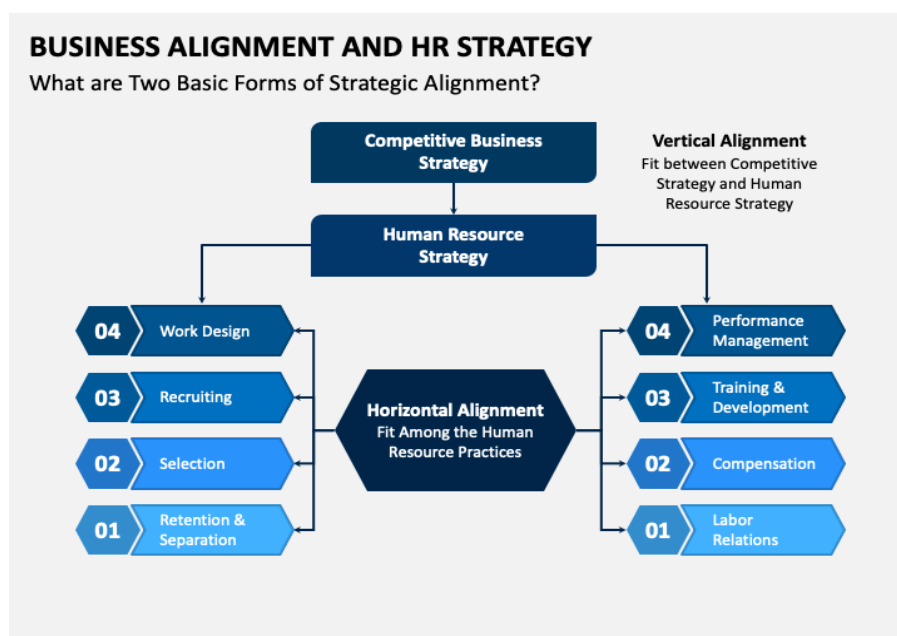 BUSINESS ALIGNMENT AND HR STRATEGY
What are Two Basic Forms of Strategic Alignment?
Competitive Business
Strategy
Vertical Alignment
Fit between Competitive
Strategy and Human
Resource Strategy
Human Resource
Strategy
04
Work Design
03
Recruiting
02
Selection
01
Retention &
Separation
Horizontal Alignment
Fit Among the Human
Resource Practices
04
Performance
Management
03
Training &
Development
02
Compensation
01
Labor
Relations